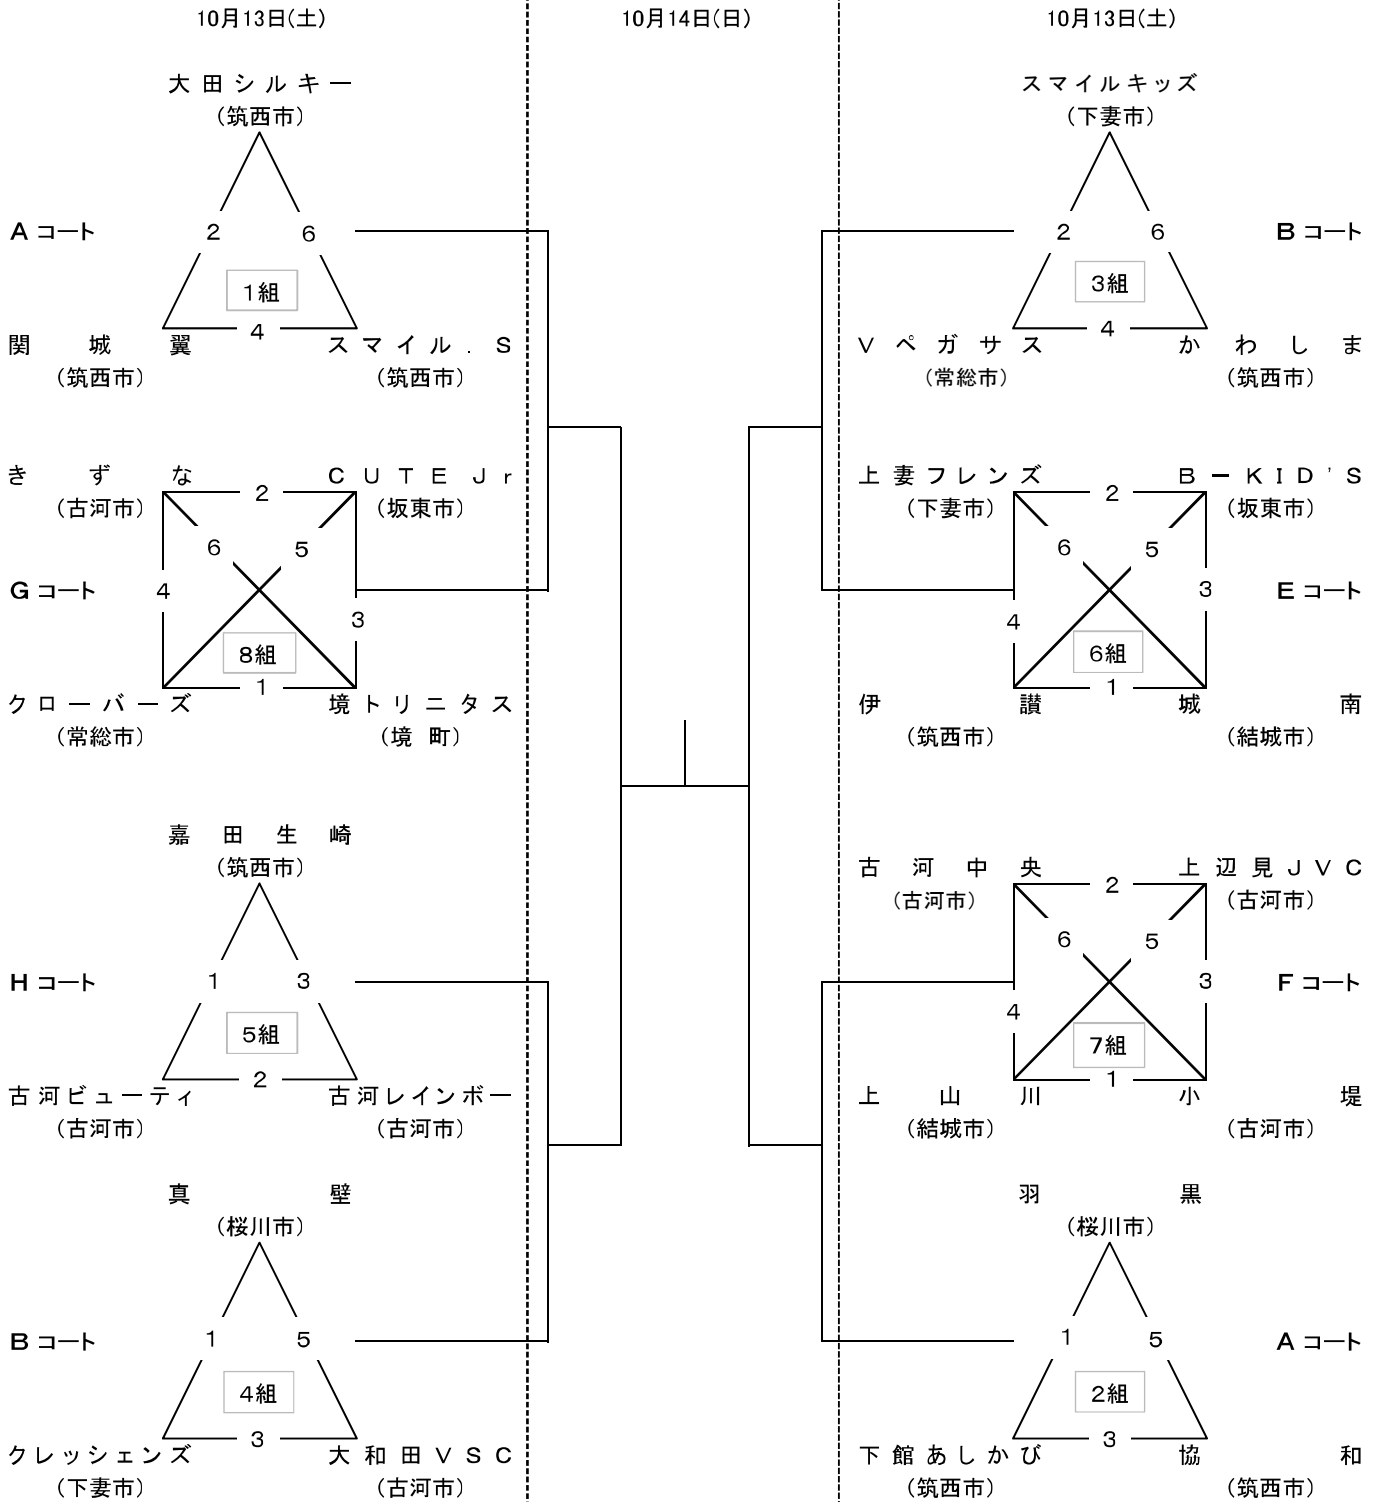 10月13日(土)
10月14日(日)
10月13日(土)
大田シルキー
(筑西市)
Aコート
2
6
1組
4
関城翼
(筑西市)
スマイル.S
(筑西市)
きずな
(古河市)
CUTEJr
(坂東市)
2
6
5
Gコート
4
3
8組
1
クローバーズ
(常総市)
境トリニタス
(境町)
嘉田生崎
(筑西市)
Hコート
1
3
5組
2
古河ビューティ
(古河市)
古河レインボー
(古河市)
真壁
(桜川市)
Bコート
1
5
4組
3
クレッシェンズ
(下妻市)
大和田VSC
(古河市)
スマイルキッズ
(下妻市)
2
6
Bコート
3組
4
Vペガサス
(常総市)
かわしま
(筑西市)
上妻フレンズ
(下妻市)
B-KID'S
(坂東市)
2
6
5
3
Eコート
4
6組
1
伊讃
(筑西市)
城南
(結城市)
古河中央
(古河市)
上辺見JVC
(古河市)
2
6
5
3
Fコート
4
7組
1
上山川
(結城市)
小堤
(古河市)
羽黒
(桜川市)
1
5
Aコート
2組
3
下館あしかび
(筑西市)
協和
(筑西市)